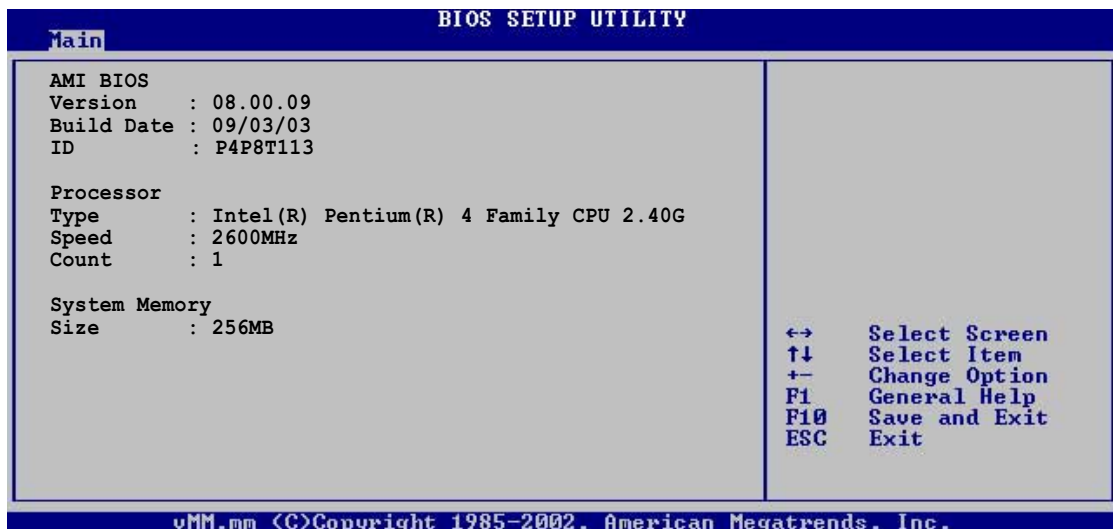 BIOS SETUP UTILITY
Main
AMI BIOS
Version : 08.00.09
Build Date : 09/03/03
ID : P4P8T113
Processor
Type : Intel(R) Pentium(R) 4 Family CPU 2.40G
Speed : 2600MHz
Count : 1
System Memory
Size : 256MB
←→ Select Screen
↑↓ Select Item
+- Change Option
F1 General Help
F10 Save and Exit
ESC Exit
vMM.mm (C)Copyright 1985-2002, American Megatrends, Inc.